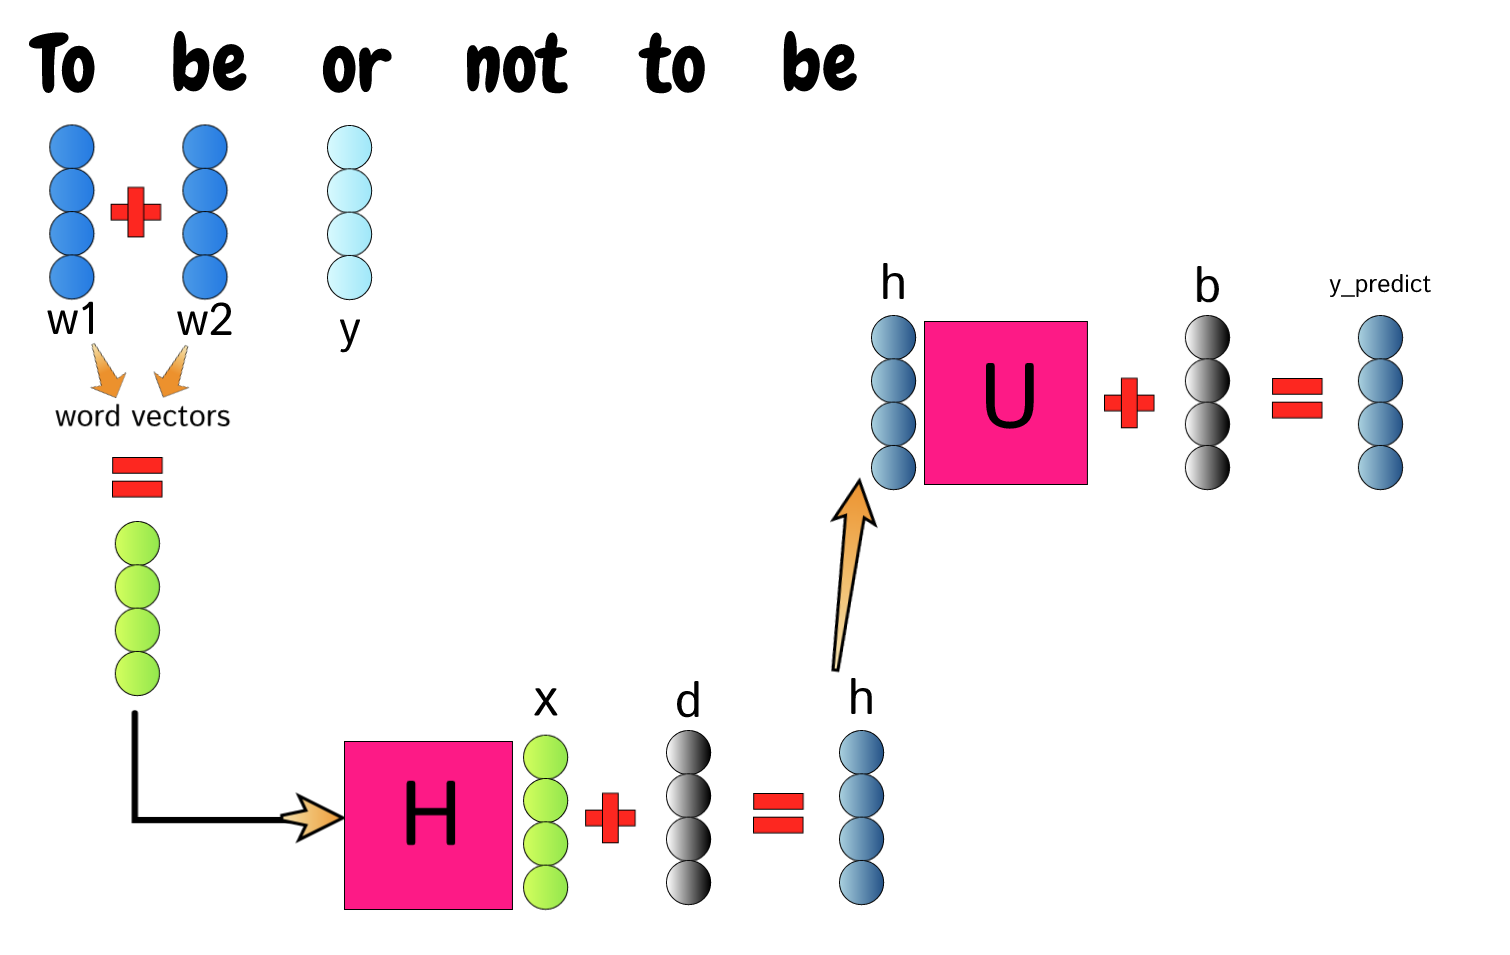 To be or not to be
w1 w2 y
word vectors
h b y_predict
U
x d h
H